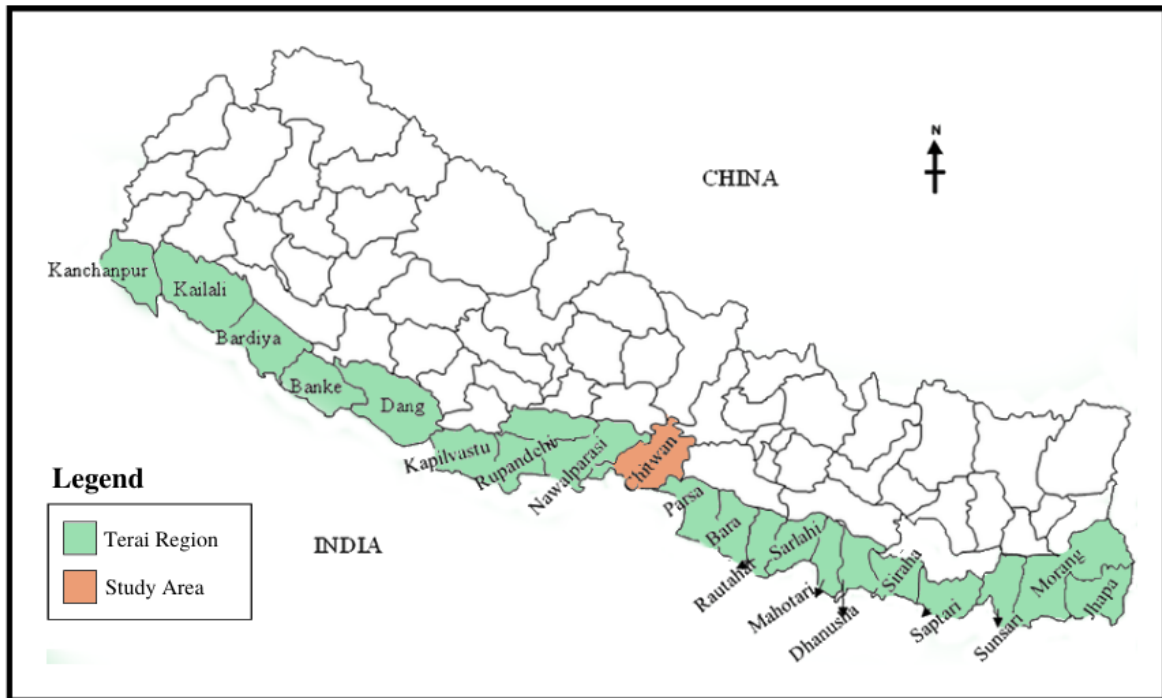 N
CHINA
Kanchanpur
Kailali
Bardiya
Banke
Dang
Kapilvastu
Rupandehi
Nawalparasi
Chitwan
Parsa
Bara
Rautahat
Sarlahi
Mahotari
Dhanusha
Siraha
Saptari
Sunsari
Morang
Jhapa
INDIA
Legend
Terai Region
Study Area